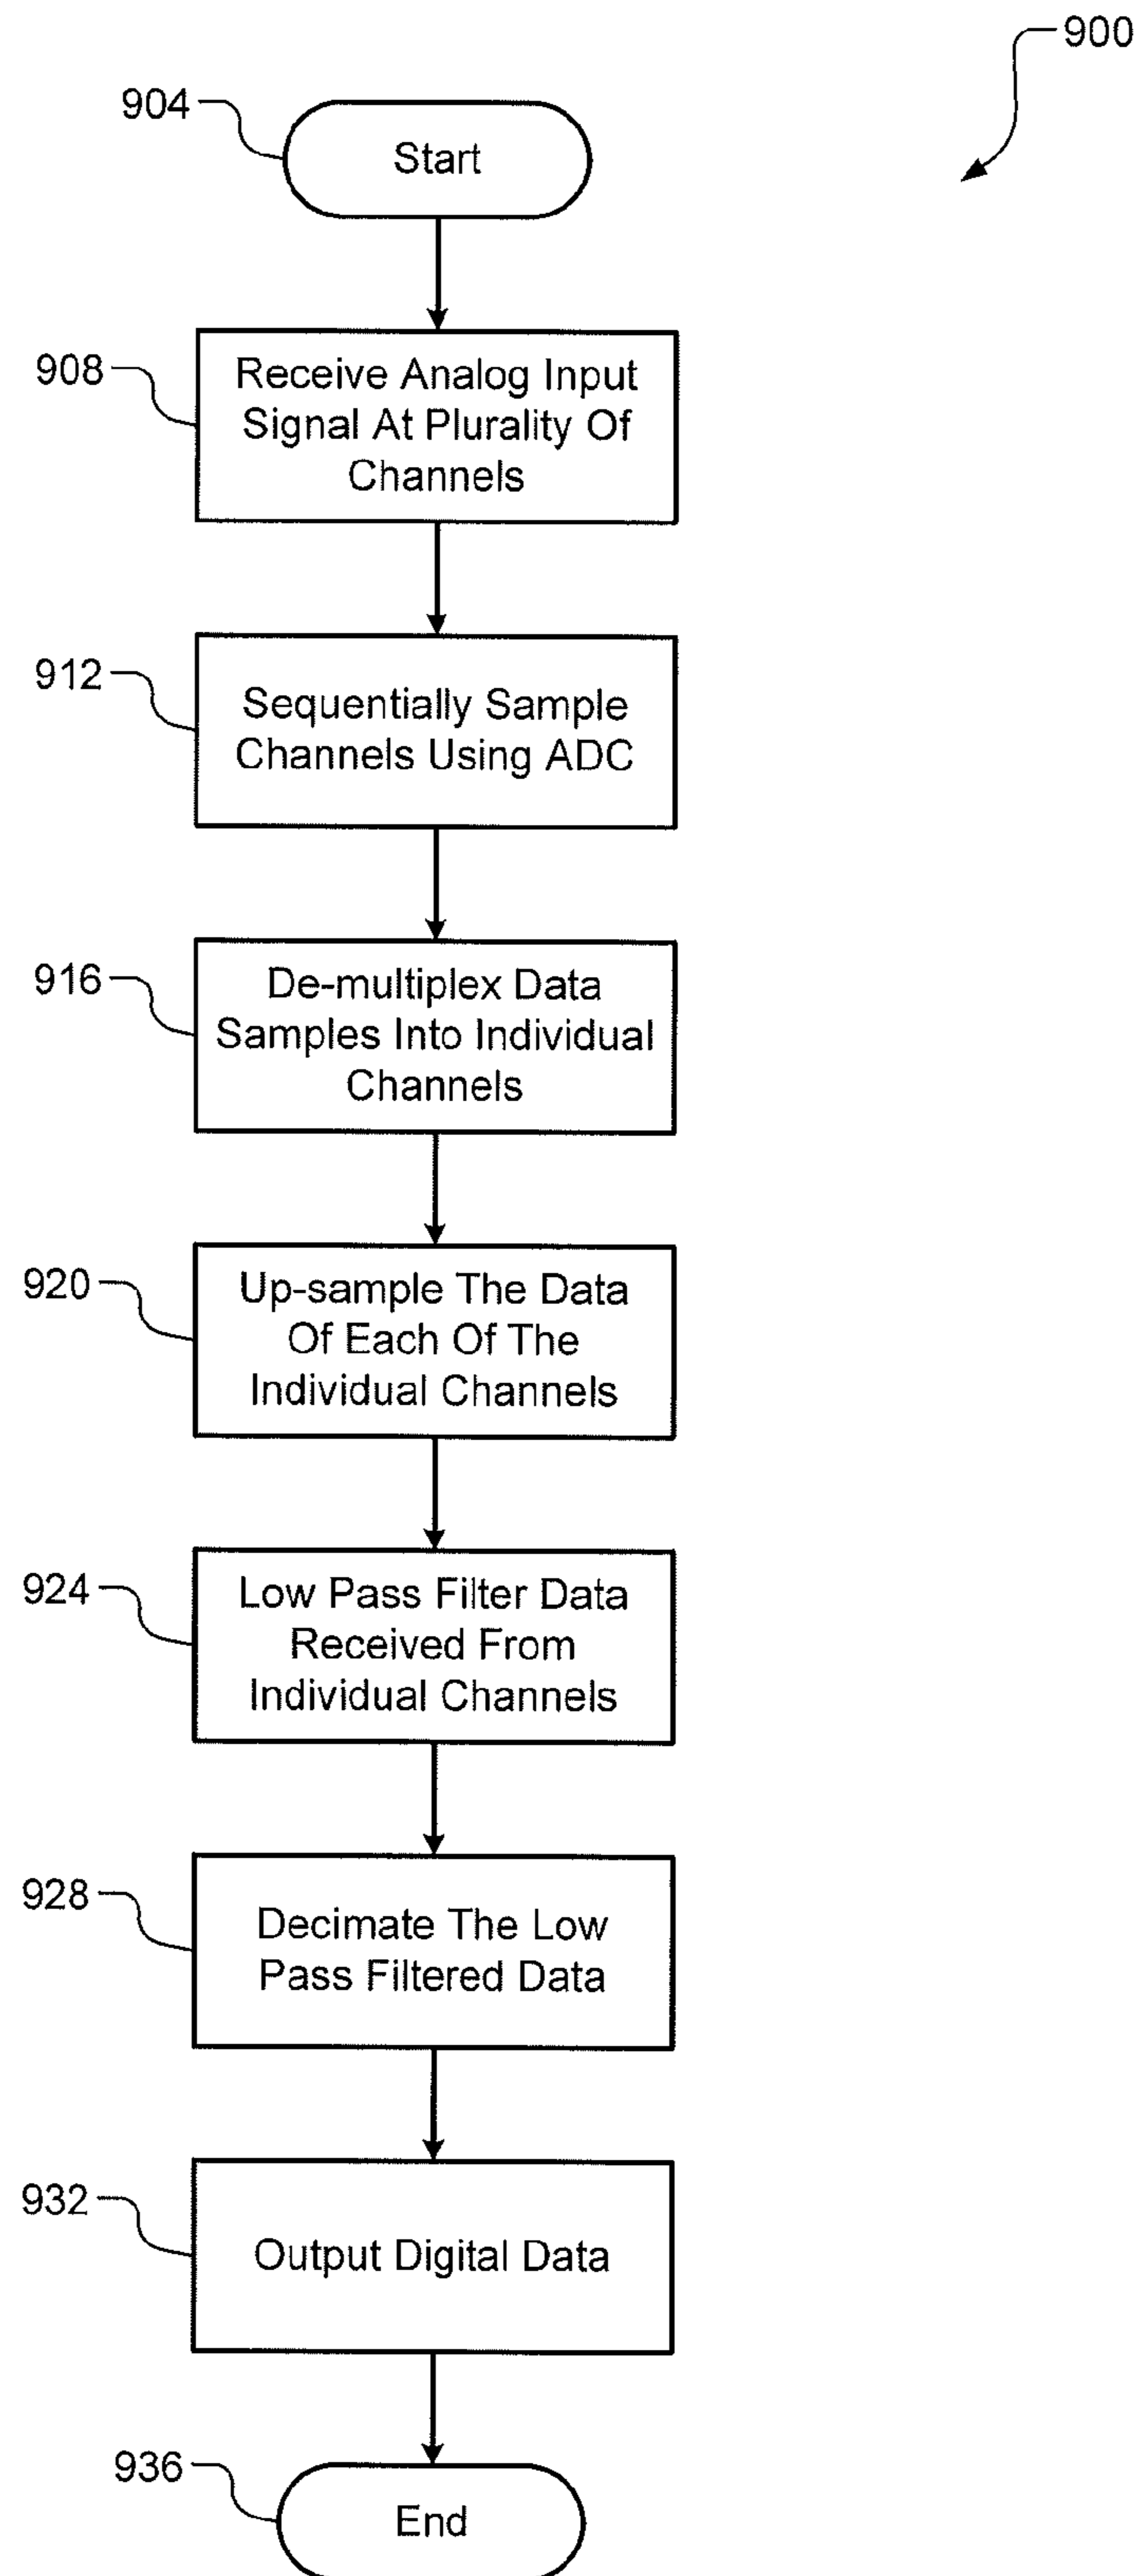 900
904
Start
908
Receive Analog Input
Signal At Plurality Of
Channels
912
Sequentially Sample
Channels Using ADC
916
De-multiplex Data
Samples Into Individual
Channels
920
Up-sample The Data
Of Each Of The
Individual Channels
924
Low Pass Filter Data
Received From
Individual Channels
928
Decimate The Low
Pass Filtered Data
932
Output Digital Data
936
End